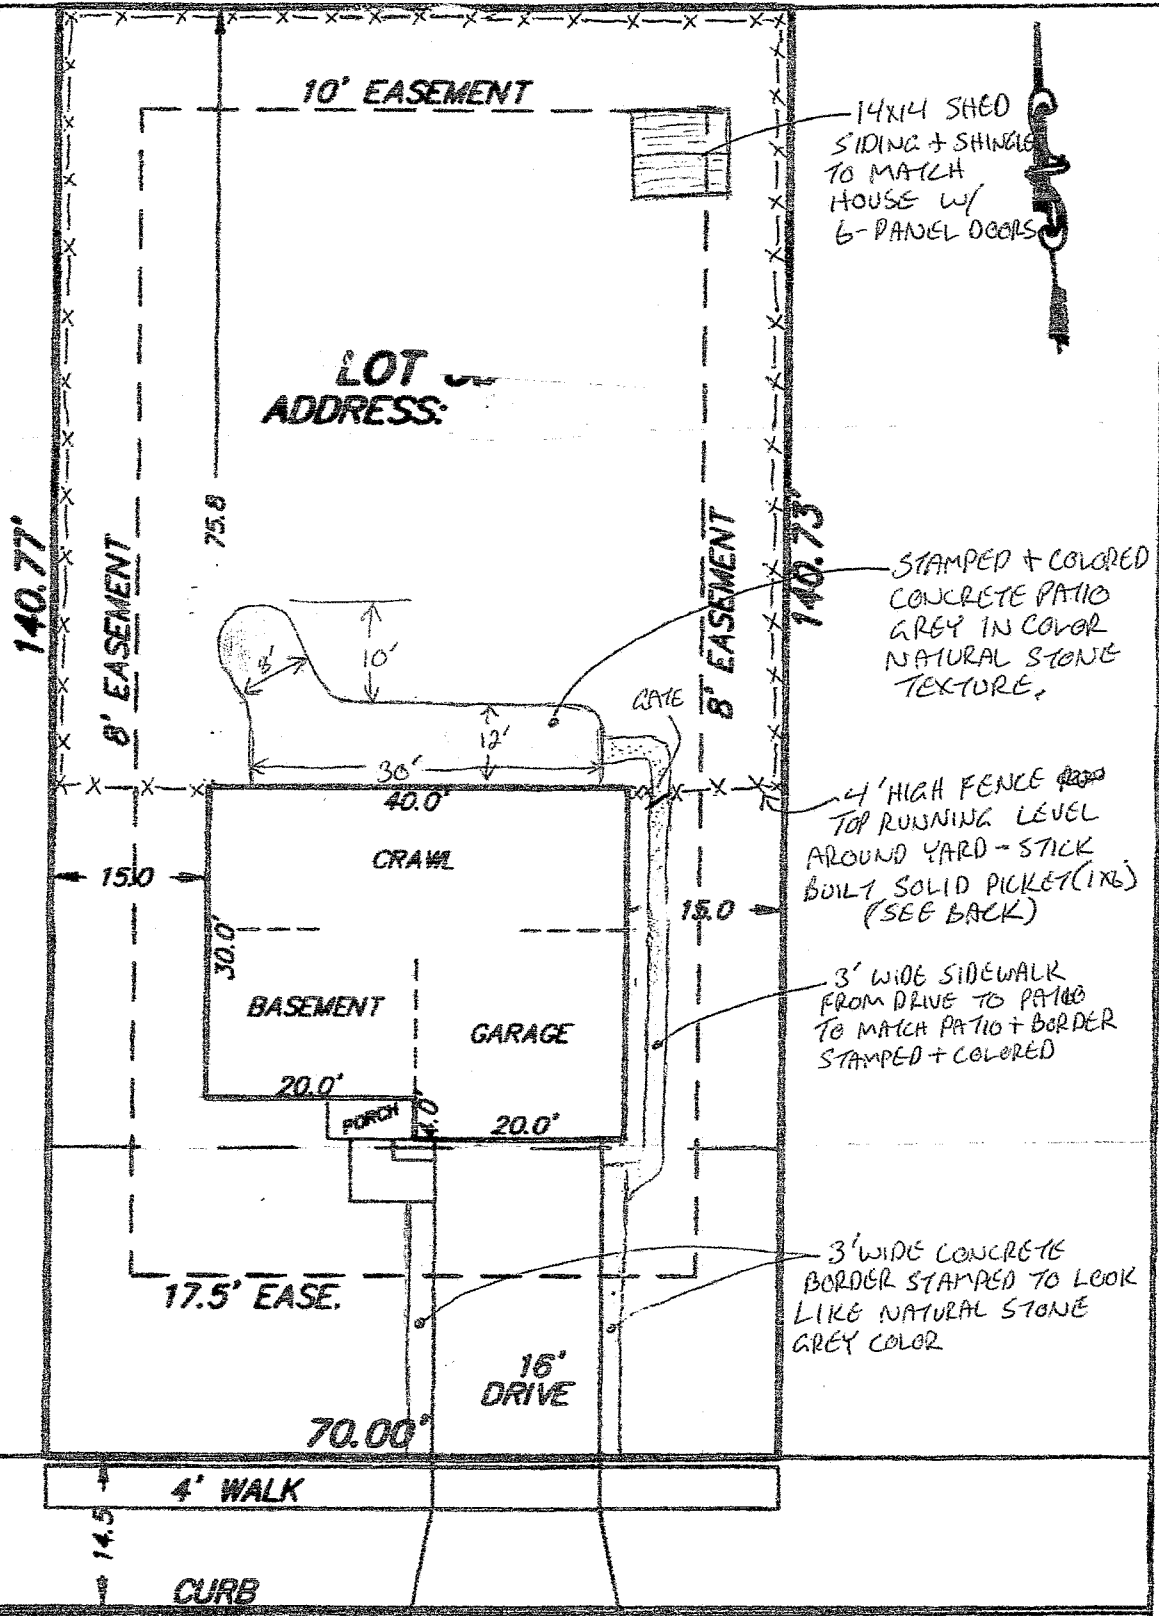 10' EASEMENT
14X14 SHED
SIDING + SHINGLE
TO MATCH
HOUSE W/
6-PANEL DOORS
LOT
ADDRESS:
75.8
140.77'
140.73'
8' EASEMENT
8' EASEMENT
STAMPED + COLORED
CONCRETE PATIO
GREY IN COLOR
NATURAL STONE
TEXTURE.
8'
10'
GATE
12'
30'
40.0'
4' HIGH FENCE
TOP RUNNING LEVEL
AROUND YARD - STICK
BUILT SOLID PICKET (1X6)
(SEE BACK)
CRAWL
15.0
15.0
30.0'
BASEMENT
GARAGE
3' WIDE SIDEWALK
FROM DRIVE TO PATIO
TO MATCH PATIO + BORDER
STAMPED + COLORED
20.0'
PORCH
4.0'
20.0'
3' WIDE CONCRETE
BORDER STAMPED TO LOOK
LIKE NATURAL STONE
GREY COLOR
17.5' EASE.
16'
DRIVE
70.00'
4' WALK
14.5
CURB